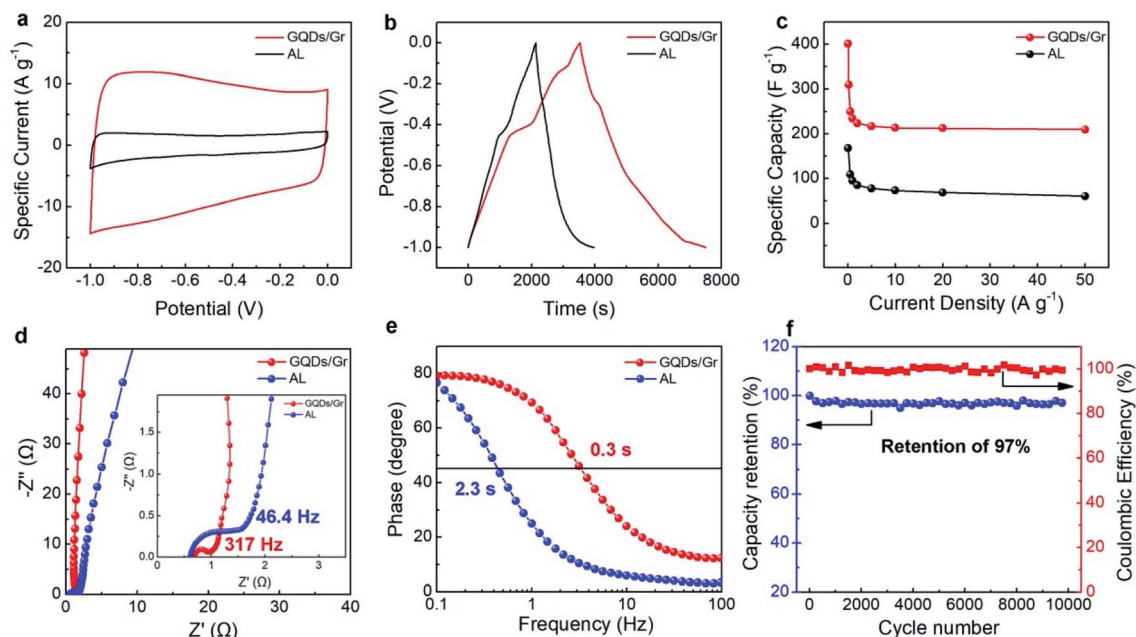 a
Specific Current (A g⁻¹)
20
10
0
-10
-20
GQDs/Gr
AL
-1.0
-0.8
-0.6
-0.4
-0.2
0.0
Potential (V)
b
Potential (V)
0.0
-0.2
-0.4
-0.6
-0.8
-1.0
GQDs/Gr
AL
0
2000
4000
6000
8000
Time (s)
c
Specific Capacity (F g⁻¹)
400
300
200
100
0
GQDs/Gr
AL
0
10
20
30
40
50
Current Density (A g⁻¹)
d
-Z'' (Ω)
50
40
30
20
10
0
GQDs/Gr
AL
-Z'' (Ω)
1.5
1.0
0.5
0.0
GQDs/Gr
AL
46.4 Hz
317 Hz
0
1
2
3
Z' (Ω)
0
10
20
30
40
Z' (Ω)
e
Phase (degree)
80
60
40
20
0
GQDs/Gr
AL
0.3 s
2.3 s
0.1
1
10
100
Frequency (Hz)
f
Capacity retention (%)
120
100
80
60
40
20
Retention of 97%
100
80
60
40
20
0
Coulombic Efficiency (%)
0
2000
4000
6000
8000
10000
Cycle number